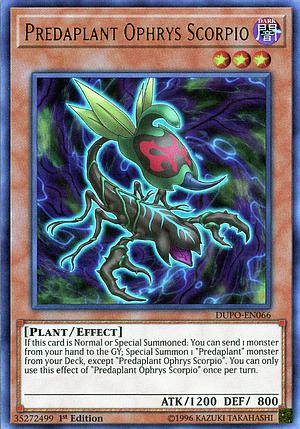 PREDAPLANT OPHRYS SCORPIO
DARK
闇
DUPO-EN066
[PLANT/EFFECT]
If this card is Normal or Special Summoned: You can send 1 monster
from your hand to the GY; Special Summon 1 "Predaplant" monster
from your Deck, except "Predaplant Ophrys Scorpio". You can only
use this effect of "Predaplant Ophrys Scorpio" once per turn.
ATK/1200 DEF/ 800
35272499 1st Edition ©1996 KAZUKI TAKAHASHI